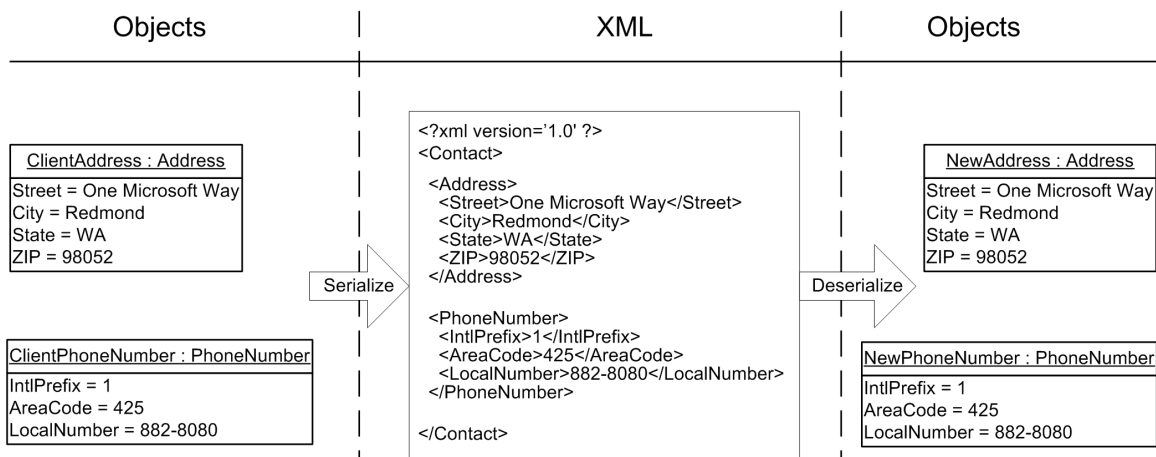 Objects
XML
Objects
ClientAddress : Address
Street = One Microsoft Way
City = Redmond
State = WA
ZIP = 98052
ClientPhoneNumber : PhoneNumber
IntlPrefix = 1
AreaCode = 425
LocalNumber = 882-8080
Serialize
<?xml version='1.0' ?>
<Contact>
<Address>
<Street>One Microsoft Way</Street>
<City>Redmond</City>
<State>WA</State>
<ZIP>98052</ZIP>
</Address>
<PhoneNumber>
<IntlPrefix>1</IntlPrefix>
<AreaCode>425</AreaCode>
<LocalNumber>882-8080</LocalNumber>
</PhoneNumber>
</Contact>
Deserialize
NewAddress : Address
Street = One Microsoft Way
City = Redmond
State = WA
ZIP = 98052
NewPhoneNumber : PhoneNumber
IntlPrefix = 1
AreaCode = 425
LocalNumber = 882-8080